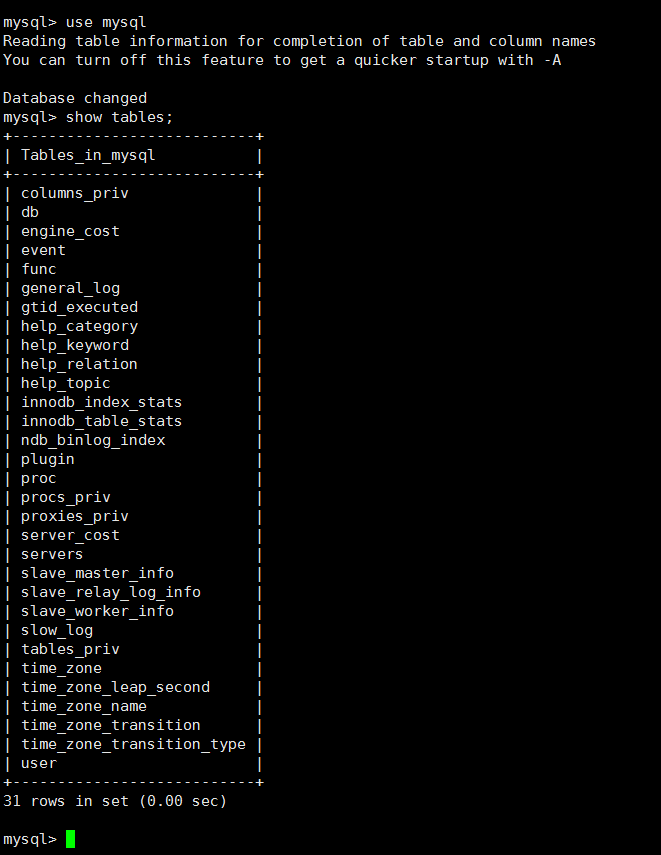 mysql> use mysql
Reading table information for completion of table and column names
You can turn off this feature to get a quicker startup with -A

Database changed
mysql> show tables;
+---------------------------+
| Tables_in_mysql           |
+---------------------------+
| columns_priv              |
| db                        |
| engine_cost               |
| event                     |
| func                      |
| general_log               |
| gtid_executed             |
| help_category             |
| help_keyword              |
| help_relation             |
| help_topic                |
| innodb_index_stats        |
| innodb_table_stats        |
| ndb_binlog_index          |
| plugin                    |
| proc                      |
| procs_priv                |
| proxies_priv              |
| server_cost               |
| servers                   |
| slave_master_info         |
| slave_relay_log_info      |
| slave_worker_info         |
| slow_log                  |
| tables_priv               |
| time_zone                 |
| time_zone_leap_second     |
| time_zone_name            |
| time_zone_transition      |
| time_zone_transition_type |
| user                      |
+---------------------------+
31 rows in set (0.00 sec)

mysql>